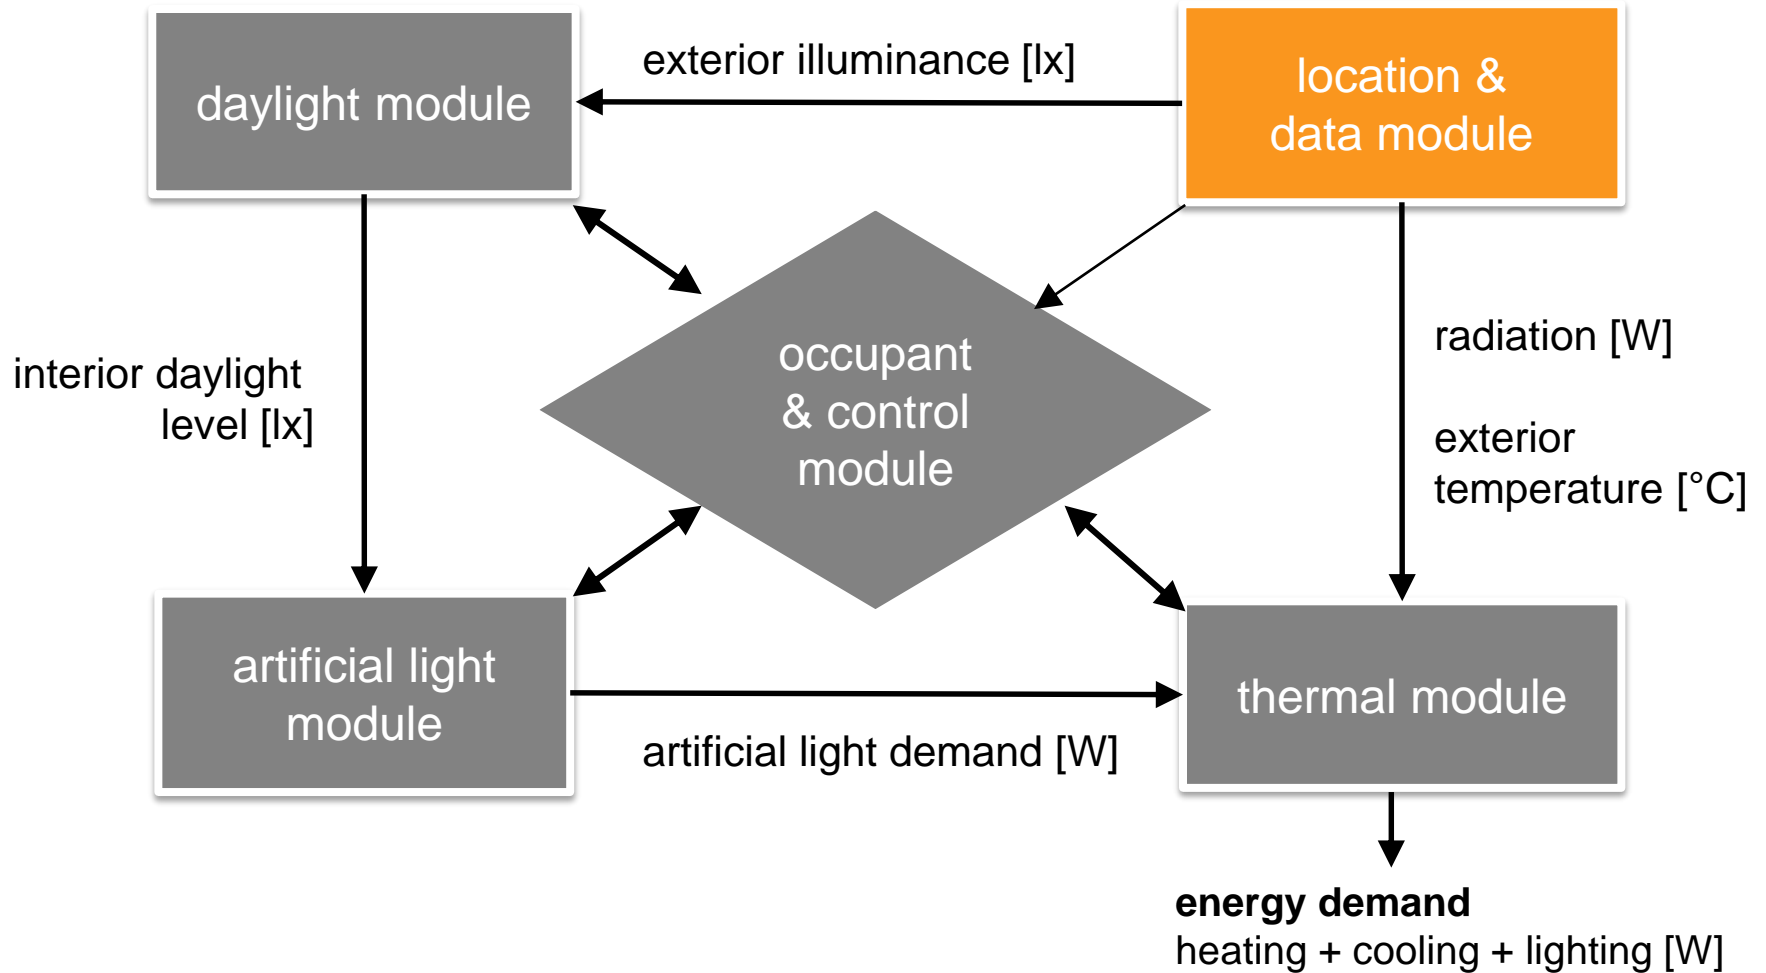 daylight module
exterior illuminance [lx]
location &
data module
interior daylight
level [lx]
occupant
& control
module
radiation [W]
exterior
temperature [°C]
artificial light
module
artificial light demand [W]
thermal module
energy demand
heating + cooling + lighting [W]